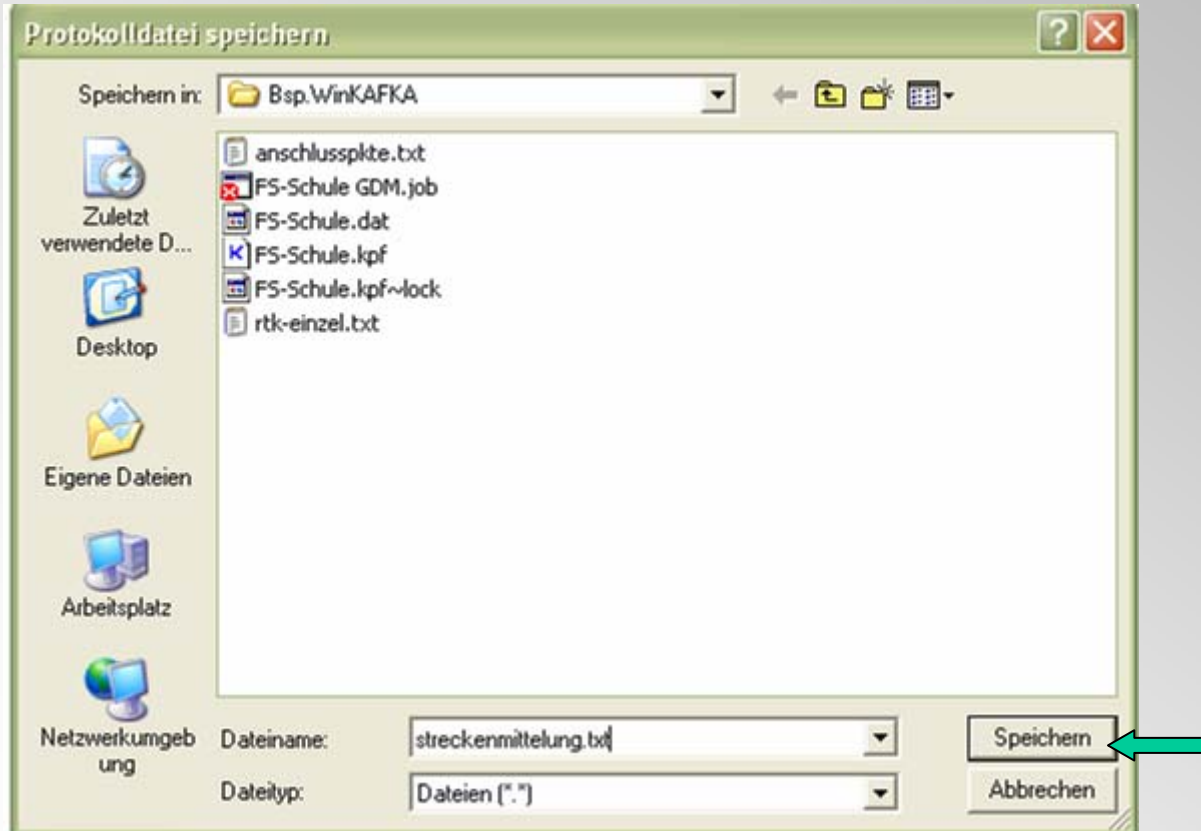 Protokolldatei speichern
Speichern in:
Bsp.WinKAFKA
Zuletzt
verwendete D...
Desktop
Eigene Dateien
Arbeitsplatz
Netzwerkumgeb
ung
anschlusspkte.txt
FS-Schule GDM.job
FS-Schule.dat
FS-Schule.kpf
FS-Schule.kpf~lock
rtk-einzel.txt
Dateiname:
streckenmittelung.txt
Speichern
Dateityp:
Dateien (".")
Abbrechen